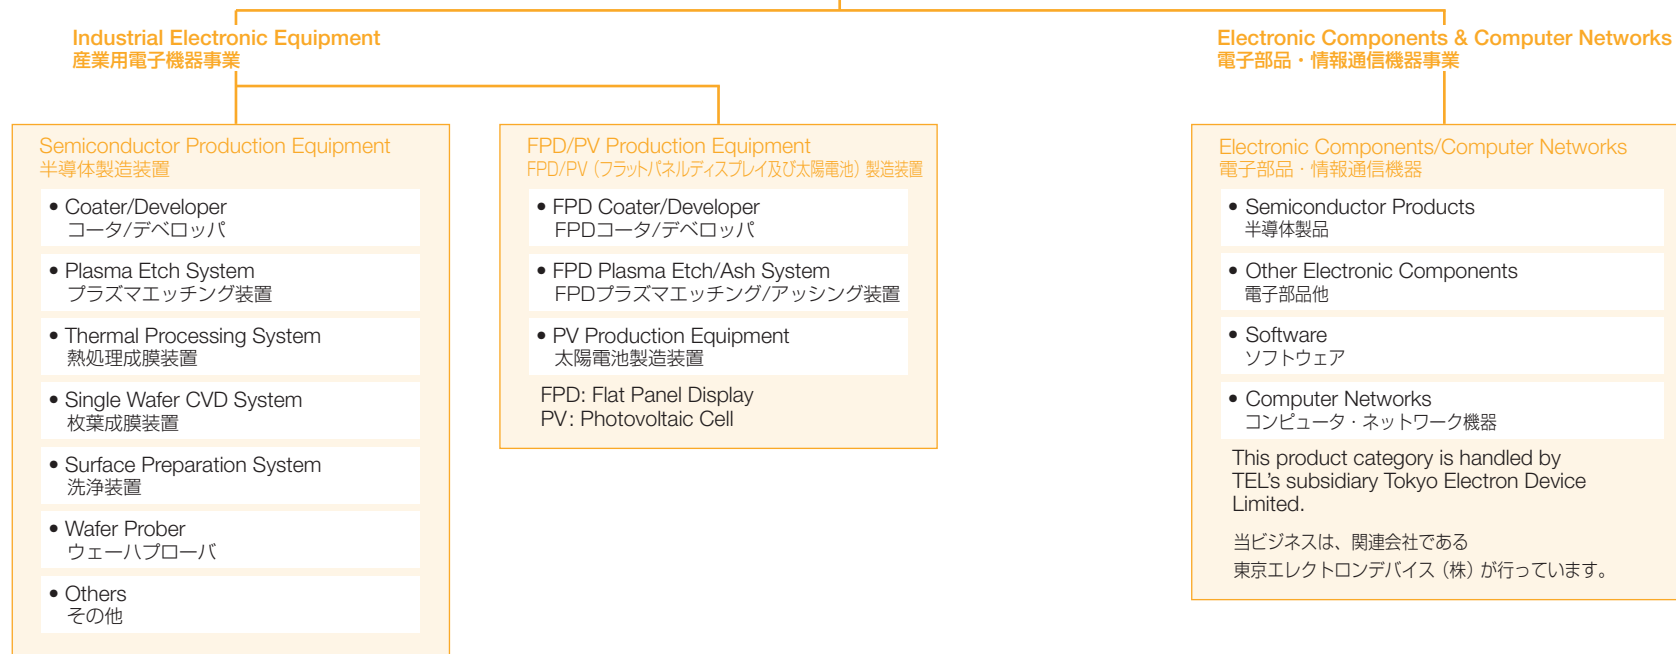 Industrial Electronic Equipment
産業用電子機器事業
Semiconductor Production Equipment
半導体製造装置
• Coater/Developer
コータ/デベロッパ
• Plasma Etch System
プラズマエッチング装置
• Thermal Processing System
熱処理成膜装置
• Single Wafer CVD System
枚葉成膜装置
• Surface Preparation System
洗浄装置
• Wafer Prober
ウェーハプローバ
• Others
その他
FPD/PV Production Equipment
FPD/PV（フラットパネルディスプレイ及び太陽電池）製造装置
• FPD Coater/Developer
FPDコータ/デベロッパ
• FPD Plasma Etch/Ash System
FPDプラズマエッチング/アッシング装置
• PV Production Equipment
太陽電池製造装置
FPD: Flat Panel Display
PV: Photovoltaic Cell
Electronic Components & Computer Networks
電子部品・情報通信機器事業
Electronic Components/Computer Networks
電子部品・情報通信機器
• Semiconductor Products
半導体製品
• Other Electronic Components
電子部品他
• Software
ソフトウェア
• Computer Networks
コンピュータ・ネットワーク機器
This product category is handled by
TEL's subsidiary Tokyo Electron Device
Limited.
当ビジネスは、関連会社である
東京エレクトロンデバイス（株）が行っています。